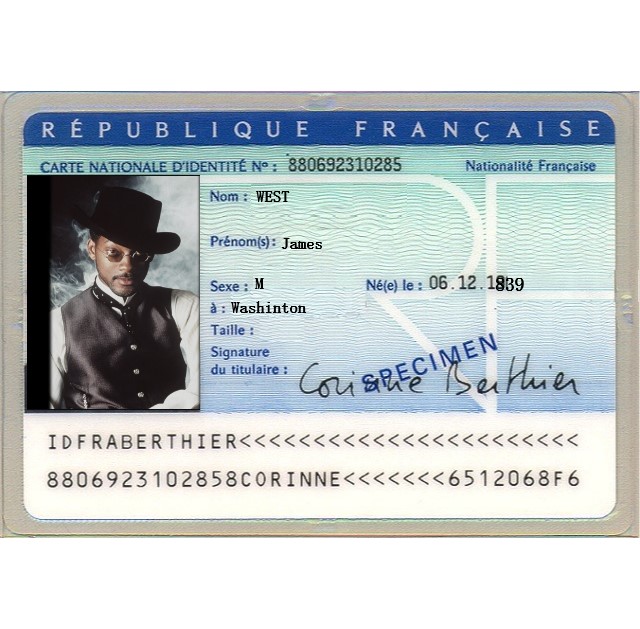 RÉPUBLIQUE FRANÇAISE
CARTE NATIONALE D'IDENTITÉ Nº : 880692310285 Nationalité Française
Nom : WEST
Prénom(s) : James
Sexe : M Né(e) le : 06.12.1839
à : Washinton
Taille :
Signature
du titulaire : Corinne Berthier
SPECIMEN
IDFRABERTHIER<<<<<<<<<<<<<<<<<<<<<<<
8806923102858CORINNE<<<<<<<6512068F6